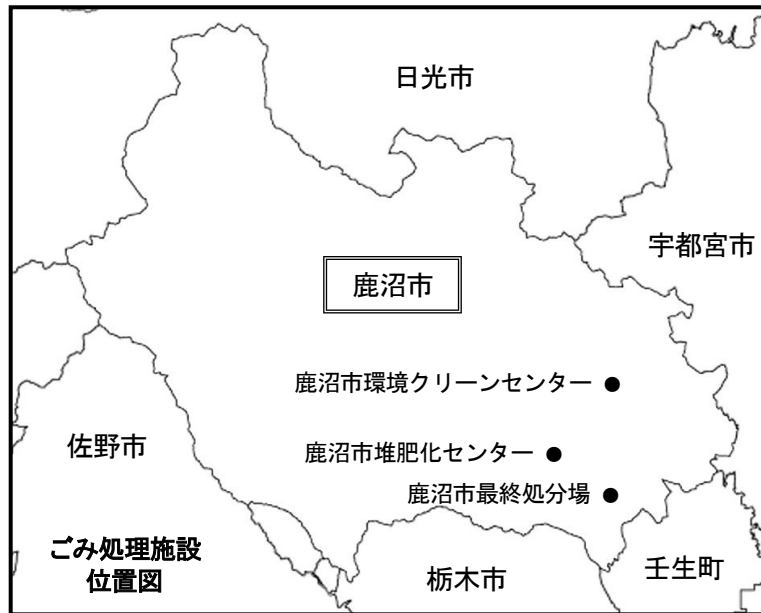 日光市
宇都宮市
鹿沼市
鹿沼市環境クリーンセンター
佐野市
鹿沼市堆肥化センター
鹿沼市最終処分場
ごみ処理施設
位置図
栃木市
壬生町